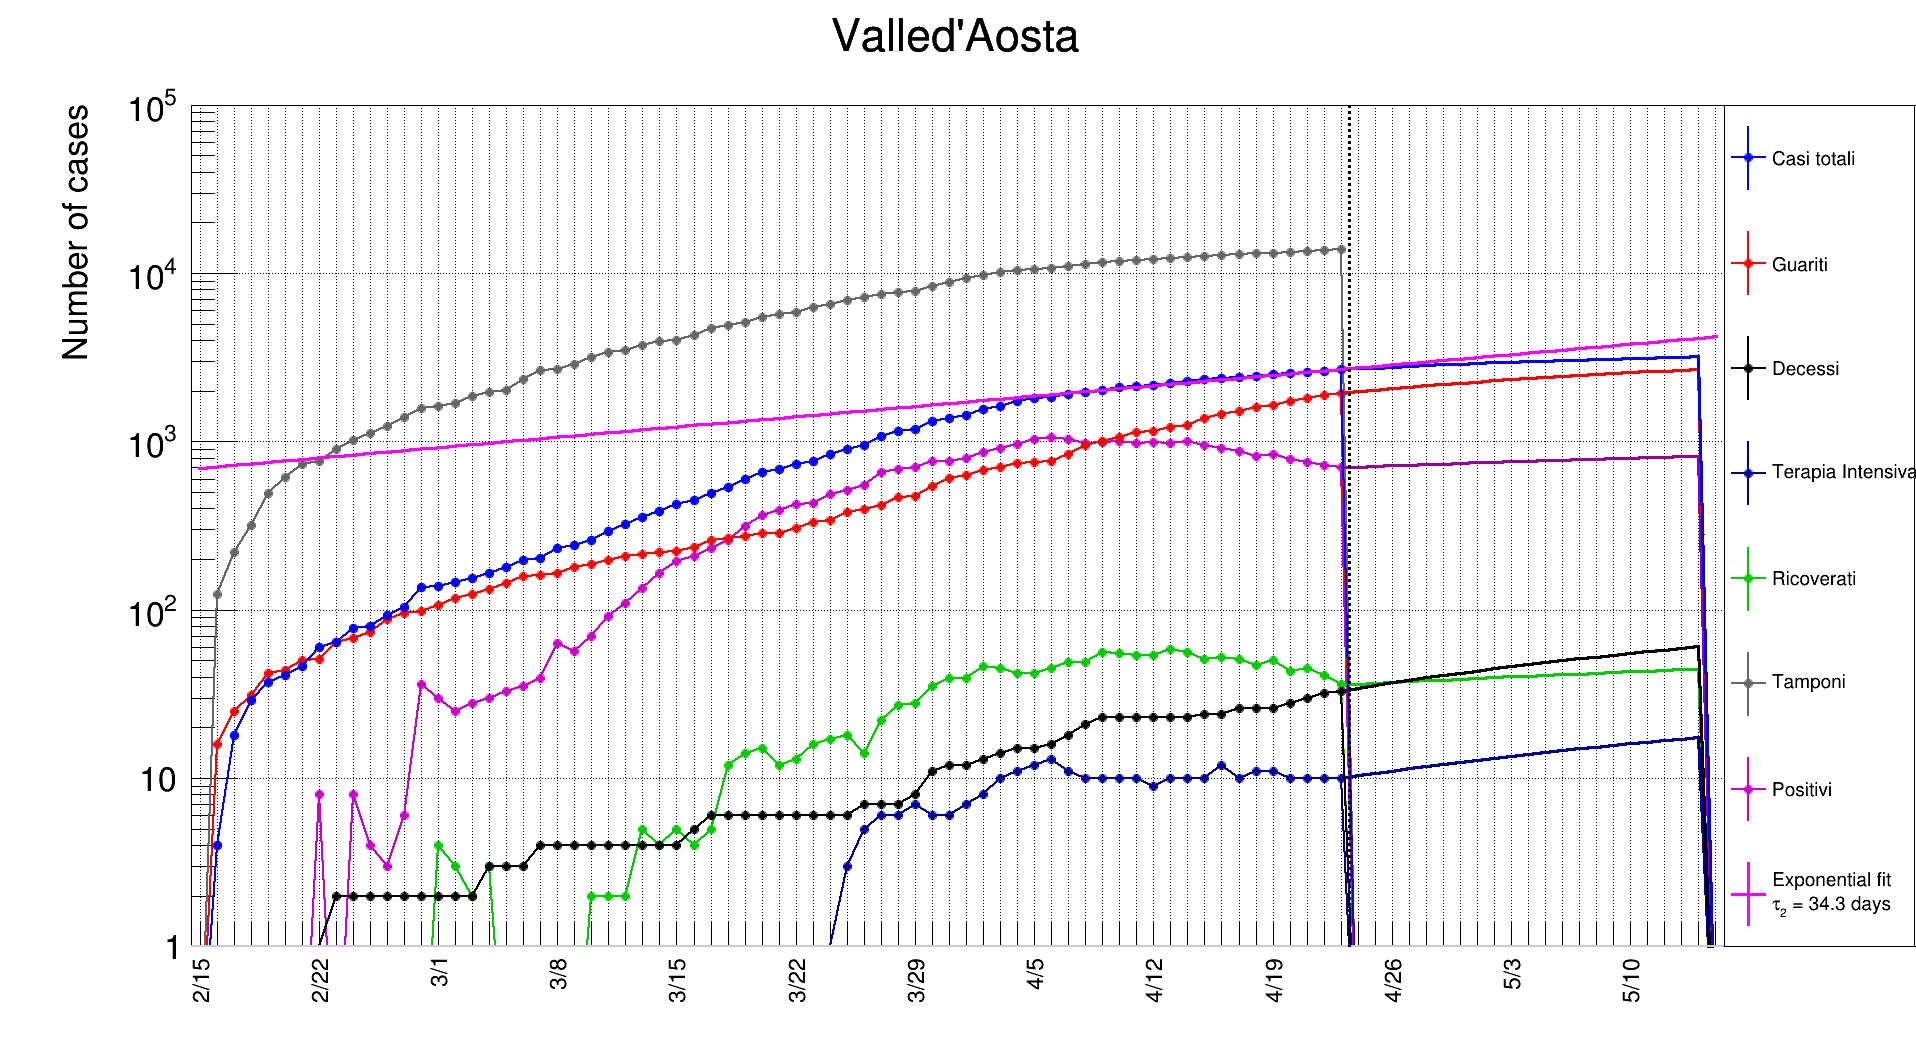 Valled'Aosta
Number of cases
10^5
10^4
10^3
10^2
10
1
2/15
2/22
3/1
3/8
3/15
3/22
3/29
4/5
4/12
4/19
4/26
5/3
5/10
Casi totali
Guariti
Decessi
Terapia Intensiva
Ricoverati
Tamponi
Positivi
Exponential fit
τ_2 = 34.3 days